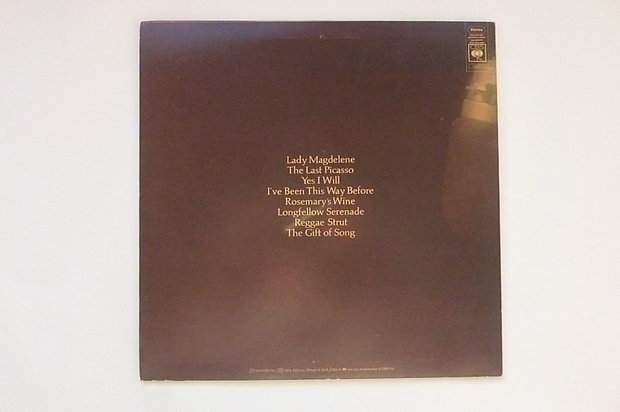 Stereo
Lady Magdelene
The Last Picasso
Yes I Will
I've Been This Way Before
Rosemary's Wine
Longfellow Serenade
Reggae Strut
The Gift of Song